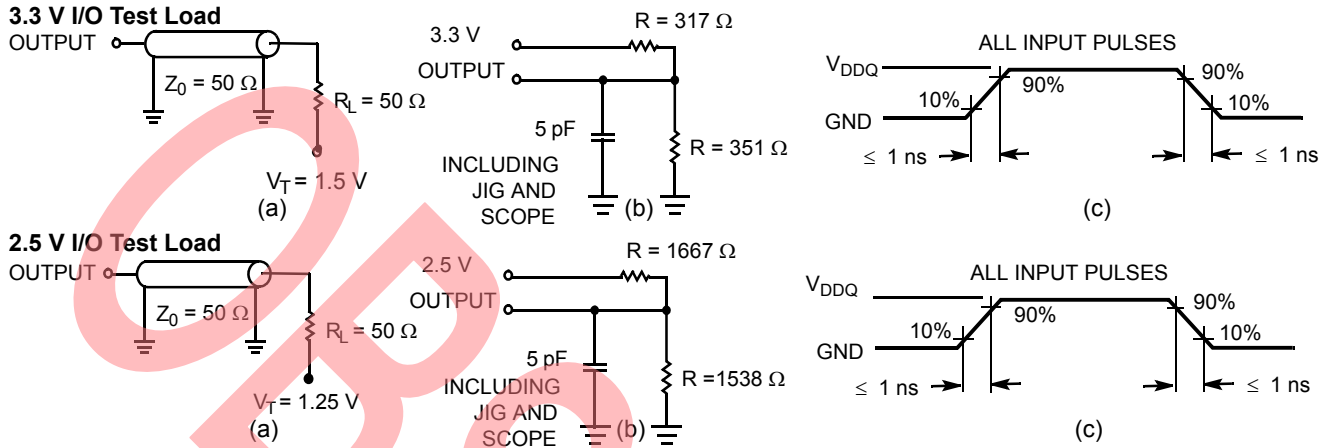 3.3 V I/O Test Load
OUTPUT
Z0 = 50 Ω
RL = 50 Ω
VT = 1.5 V
(a)
R = 317 Ω
3.3 V
OUTPUT
5 pF
R = 351 Ω
INCLUDING
JIG AND
SCOPE
(b)
ALL INPUT PULSES
VDDQ
90%
90%
10%
10%
GND
≤ 1 ns
≤ 1 ns
(c)
2.5 V I/O Test Load
OUTPUT
Z0 = 50 Ω
RL = 50 Ω
VT = 1.25 V
(a)
R = 1667 Ω
2.5 V
OUTPUT
5 pF
R =1538 Ω
INCLUDING
JIG AND
SCOPE
(b)
ALL INPUT PULSES
VDDQ
90%
90%
10%
10%
GND
≤ 1 ns
≤ 1 ns
(c)